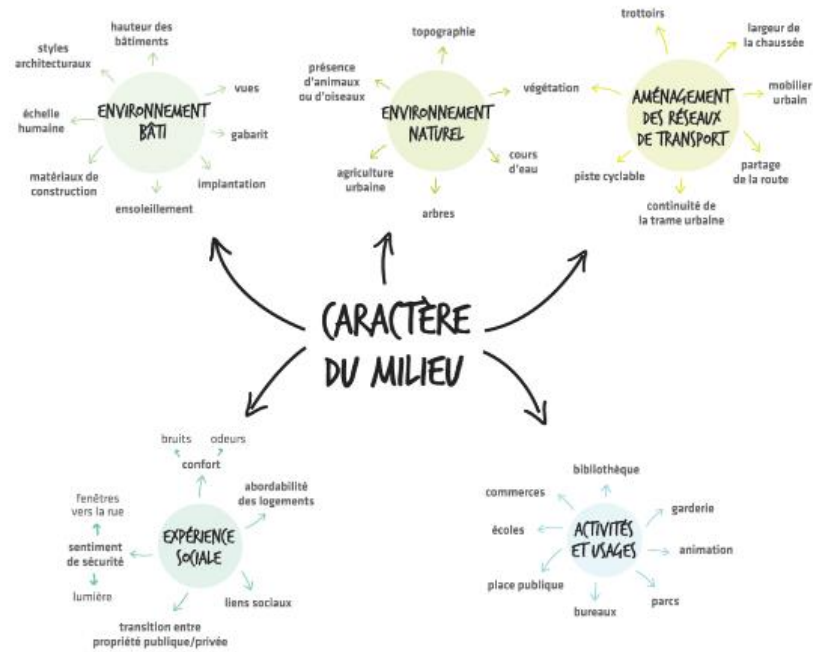 hauteur des
bâtiments
styles
architecturaux
vues
échelle
humaine
ENVIRONNEMENT
BÂTI
gabarit
matériaux de
construction
implantation
ensoleillement
topographie
présence
d'animaux
ou d'oiseaux
végétation
ENVIRONNEMENT
NATUREL
agriculture
urbaine
cours
d'eau
arbres
trottoirs
largeur de
la chaussée
AMÉNAGEMENT
DES RÉSEAUX
DE TRANSPORT
mobilier
urbain
piste cyclable
partage
de la route
continuité de
la trame urbaine
CARACTÈRE
DU MILIEU
bruits
odeurs
confort
abordabilité
des logements
fenêtres
vers la rue
EXPÉRIENCE
SOCIALE
sentiment
de sécurité
lumière
liens sociaux
transition entre
propriété publique/privée
bibliothèque
commerces
garderie
écoles
ACTIVITÉS
ET USAGES
animation
place publique
parcs
bureaux